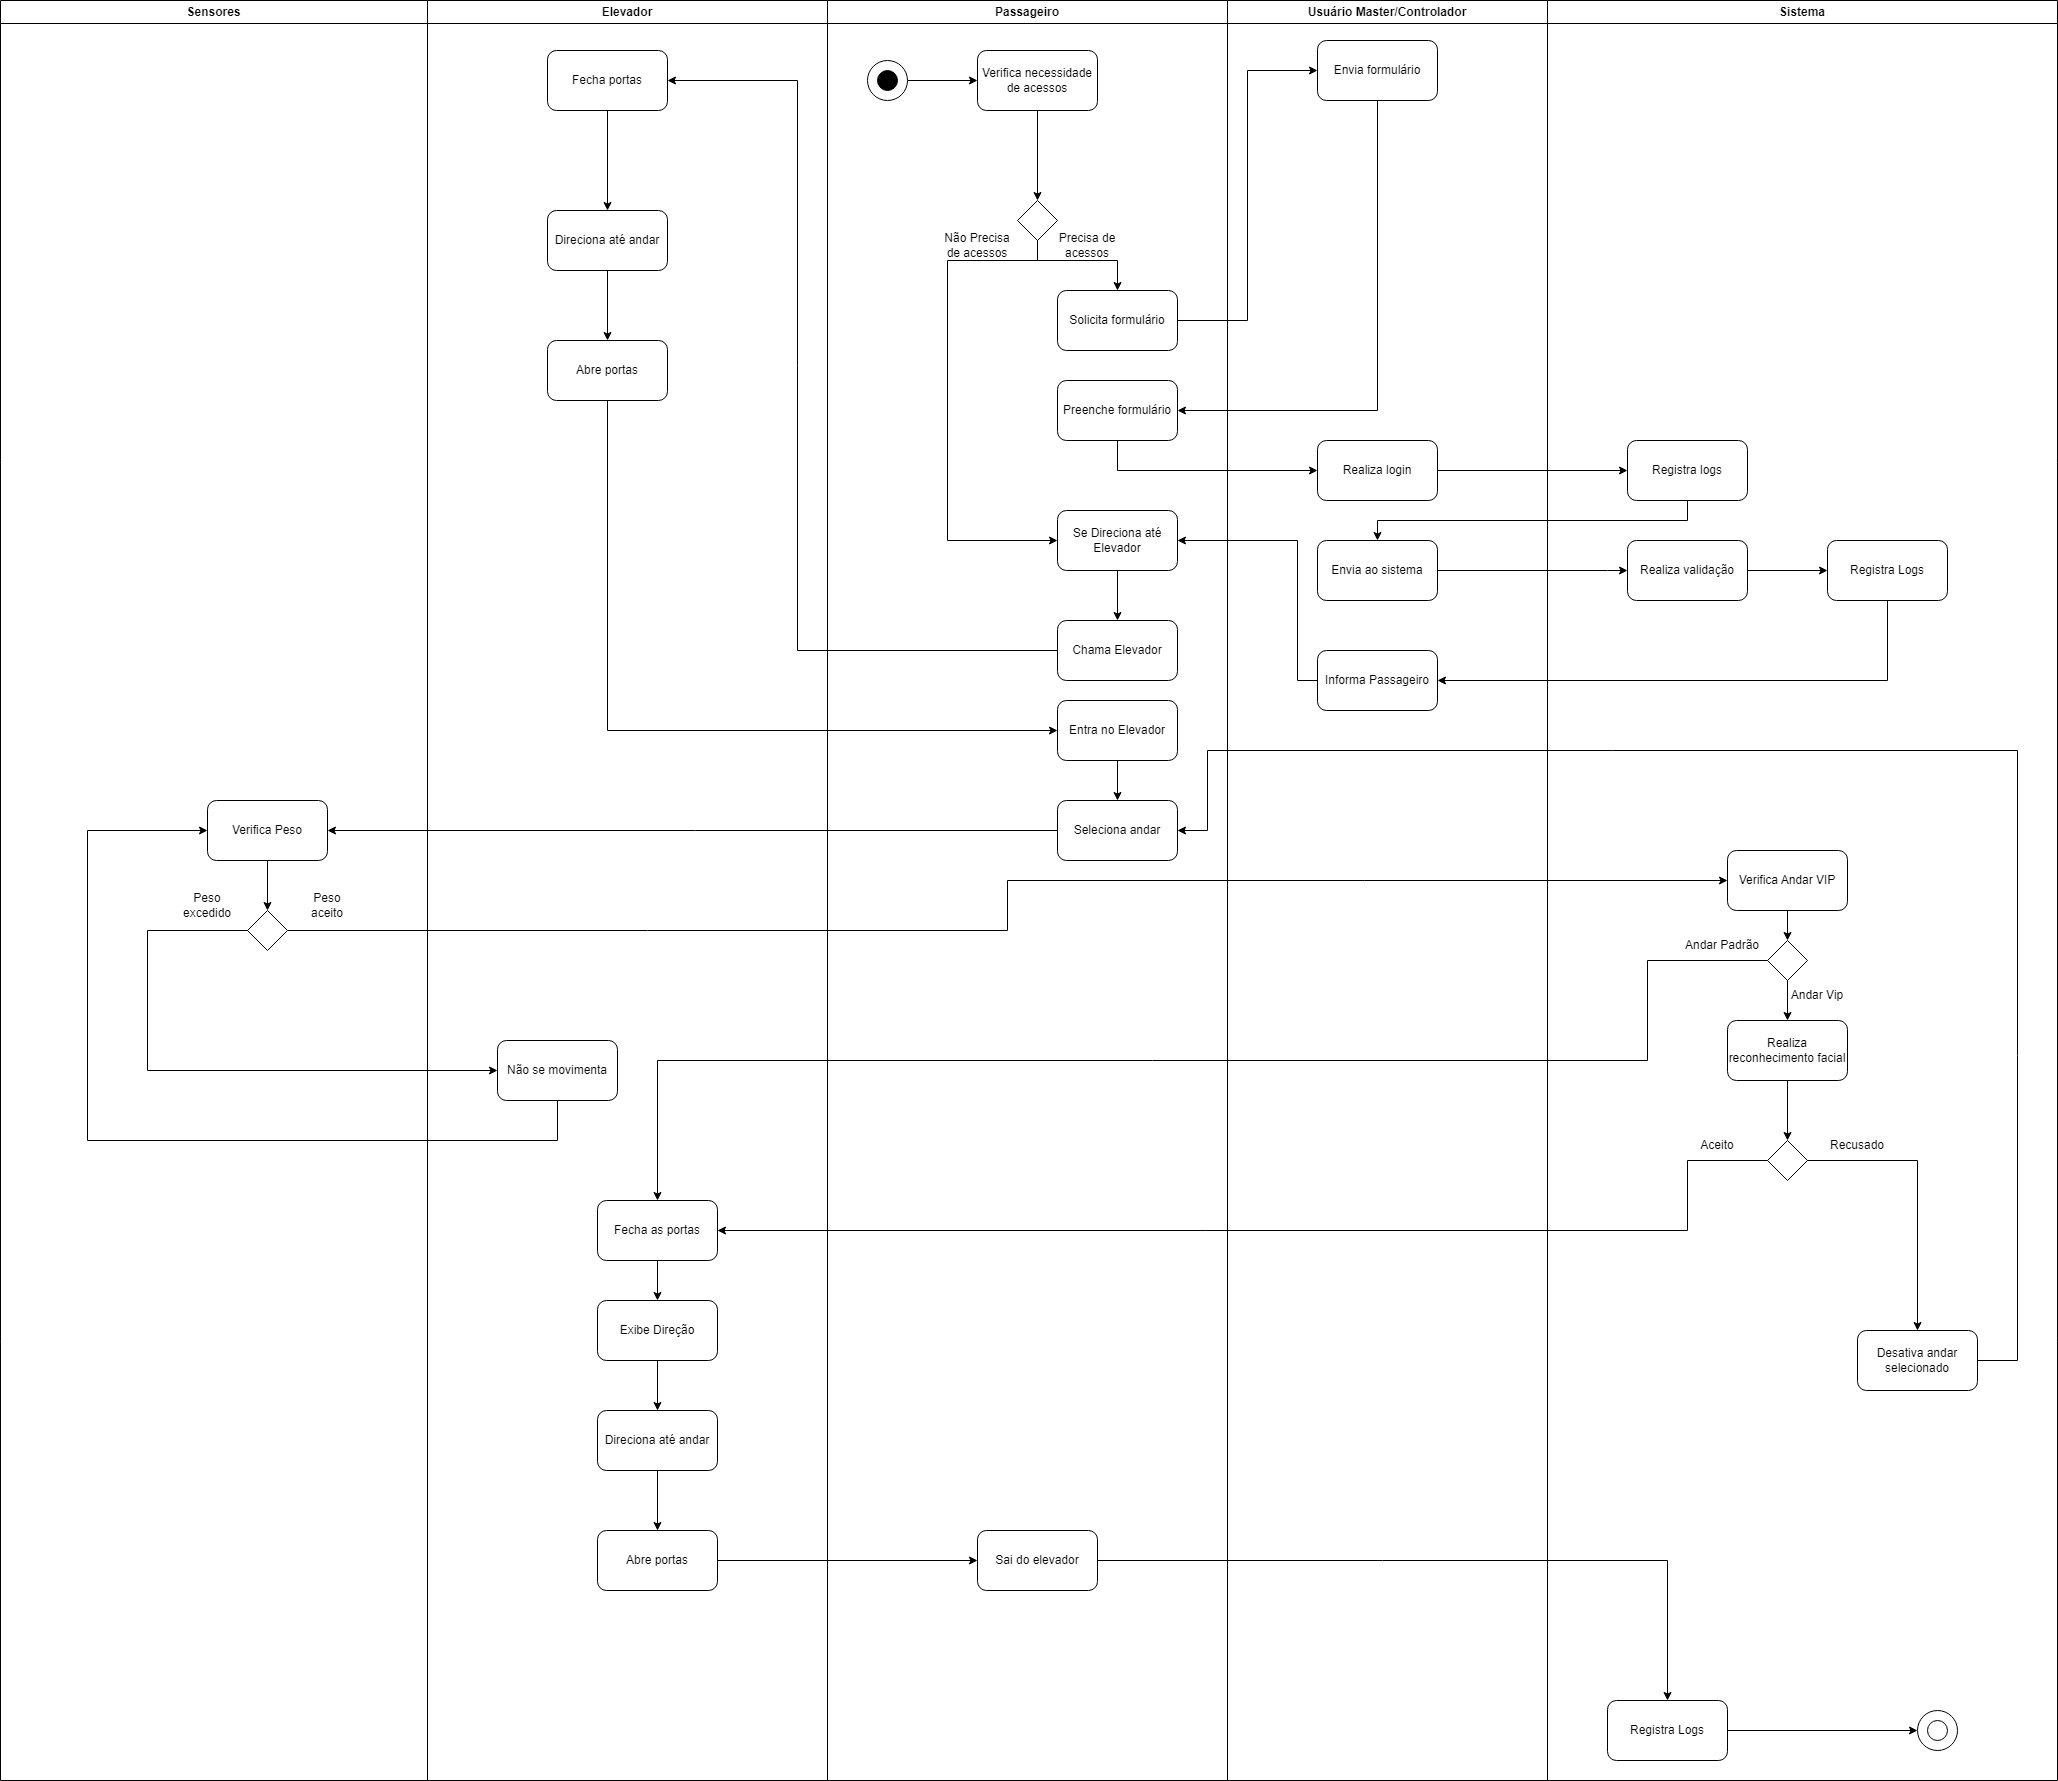 Sensores
Elevador
Passageiro
Usuário Master/Controlador
Sistema
Fecha portas
Verifica necessidade
de acessos
Envia formulário
Direciona até andar
Não Precisa
de acessos
Precisa de
acessos
Solicita formulário
Abre portas
Preenche formulário
Realiza login
Registra logs
Se Direciona até
Elevador
Envia ao sistema
Realiza validação
Registra Logs
Chama Elevador
Informa Passageiro
Entra no Elevador
Verifica Peso
Seleciona andar
Verifica Andar VIP
Peso
excedido
Peso
aceito
Andar Padrão
Andar Vip
Não se movimenta
Realiza
reconhecimento facial
Aceito
Recusado
Fecha as portas
Exibe Direção
Desativa andar
selecionado
Direciona até andar
Abre portas
Sai do elevador
Registra Logs